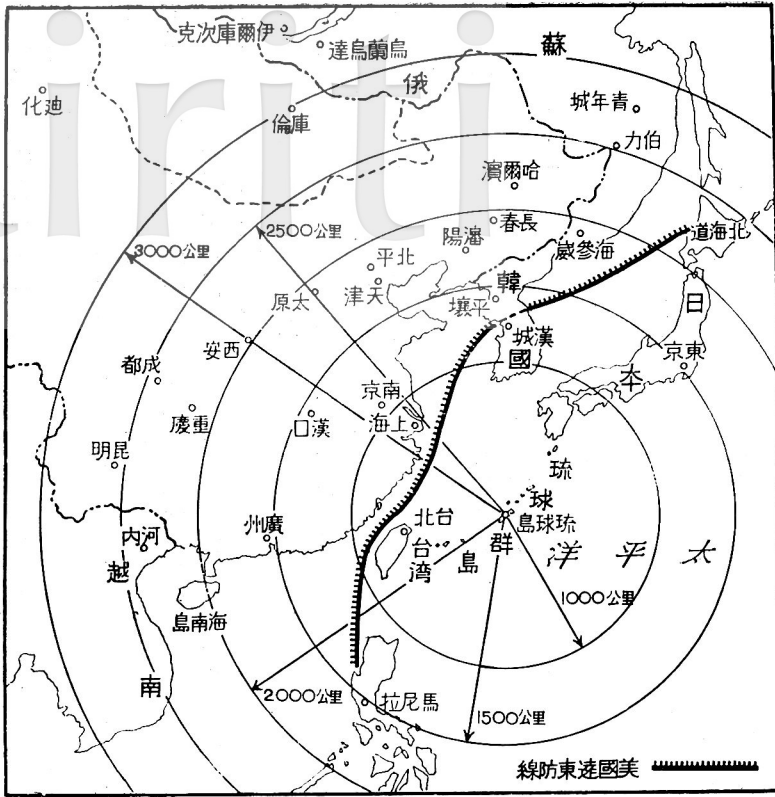 iriti
伊爾庫次克
烏蘭烏達
蘇
俄
迪化
庫倫
青年城
伯力
哈爾濱
2500公里
長春
瀋陽
3000公里
北海道
海參崴
北平
天津
太原
韓
平壤
日
漢城
國
西安
東京
成都
本
南京
重慶
漢口
上海
昆明
琉
球
琉球島
群
台北
廣州
河内
台湾
島
太平洋
越
1000公里
海南島
南
2000公里
馬尼拉
1500公里
美國遠東防線